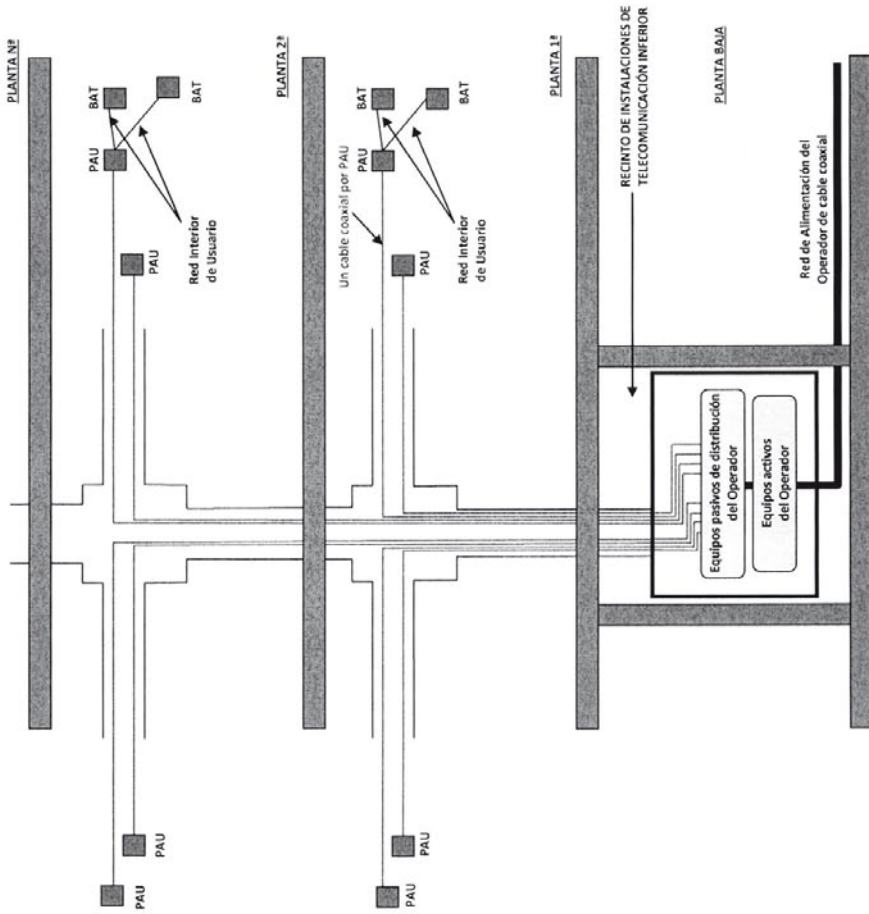 PLANTA Nª
PAU
BAT
BAT
Red Interior
de Usuario
PAU
PAU
PAU
PLANTA 2ª
PAU
BAT
BAT
Un cable coaxial por PAU
Red Interior
de Usuario
PAU
PAU
PAU
PLANTA 1ª
RECINTO DE INSTALACIONES DE
TELECOMUNICACIÓN INFERIOR
PLANTA BAJA
Equipos pasivos de distribución
del Operador
Equipos activos
del Operador
Red de Alimentación del
Operador de cable coaxial